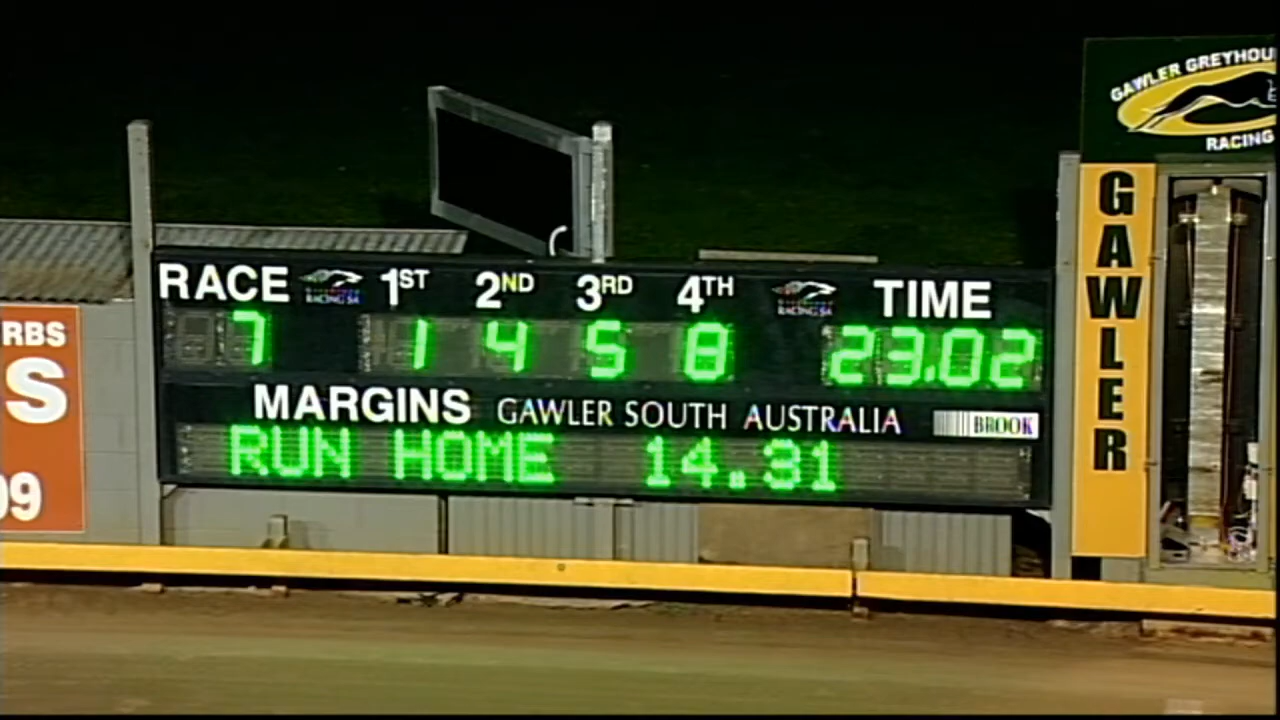 GAWLER GREYHOU
RACING
RACE RACING SA 1ST 2ND 3RD 4TH RACING SA TIME
7 1 4 5 8 23.02
MARGINS GAWLER SOUTH AUSTRALIA BROOK
RUN HOME 14.31
GAWLER
RBS
S
09